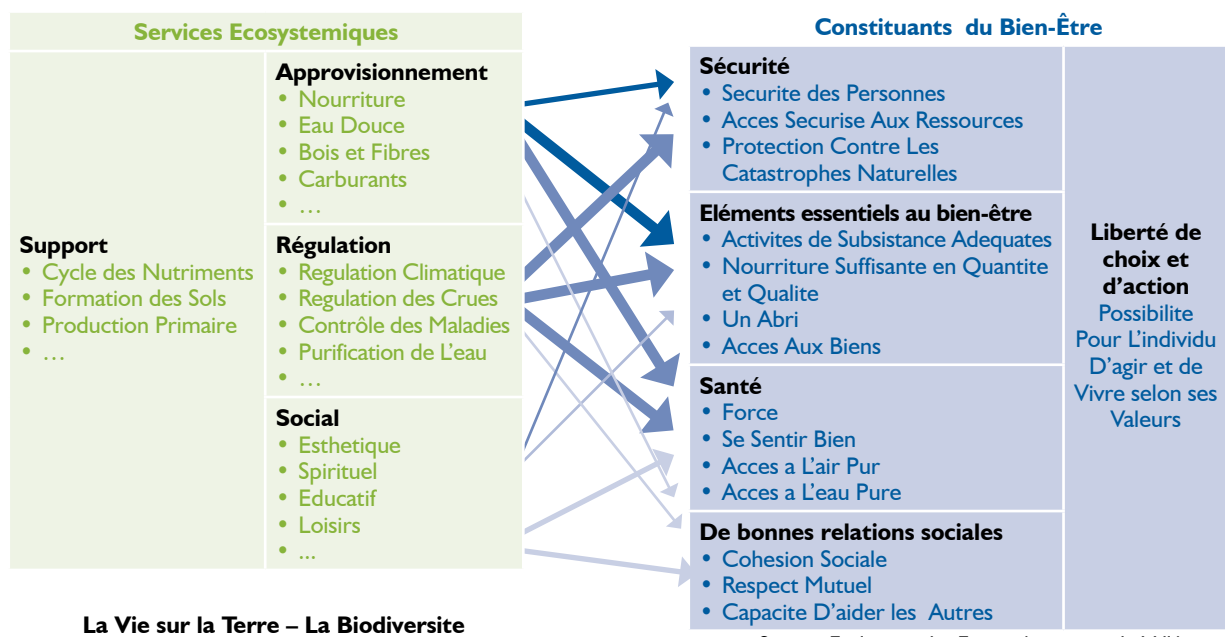 Services Ecosystemiques
Support
• Cycle des Nutriments
• Formation des Sols
• Production Primaire
• …
Approvisionnement
• Nourriture
• Eau Douce
• Bois et Fibres
• Carburants
• …
Régulation
• Regulation Climatique
• Regulation des Crues
• Contrôle des Maladies
• Purification de L'eau
• …
Social
• Esthetique
• Spirituel
• Educatif
• Loisirs
• ...
La Vie sur la Terre – La Biodiversite
Constituants du Bien-Être
Sécurité
• Securite des Personnes
• Acces Securise Aux Ressources
• Protection Contre Les
Catastrophes Naturelles
Eléments essentiels au bien-être
• Activites de Subsistance Adequates
• Nourriture Suffisante en Quantite
et Qualite
• Un Abri
• Acces Aux Biens
Santé
• Force
• Se Sentir Bien
• Acces a L'air Pur
• Acces a L'eau Pure
De bonnes relations sociales
• Cohesion Sociale
• Respect Mutuel
• Capacite D'aider les Autres
Liberté de
choix et
d'action
Possibilite
Pour L'individu
D'agir et de
Vivre selon ses
Valeurs